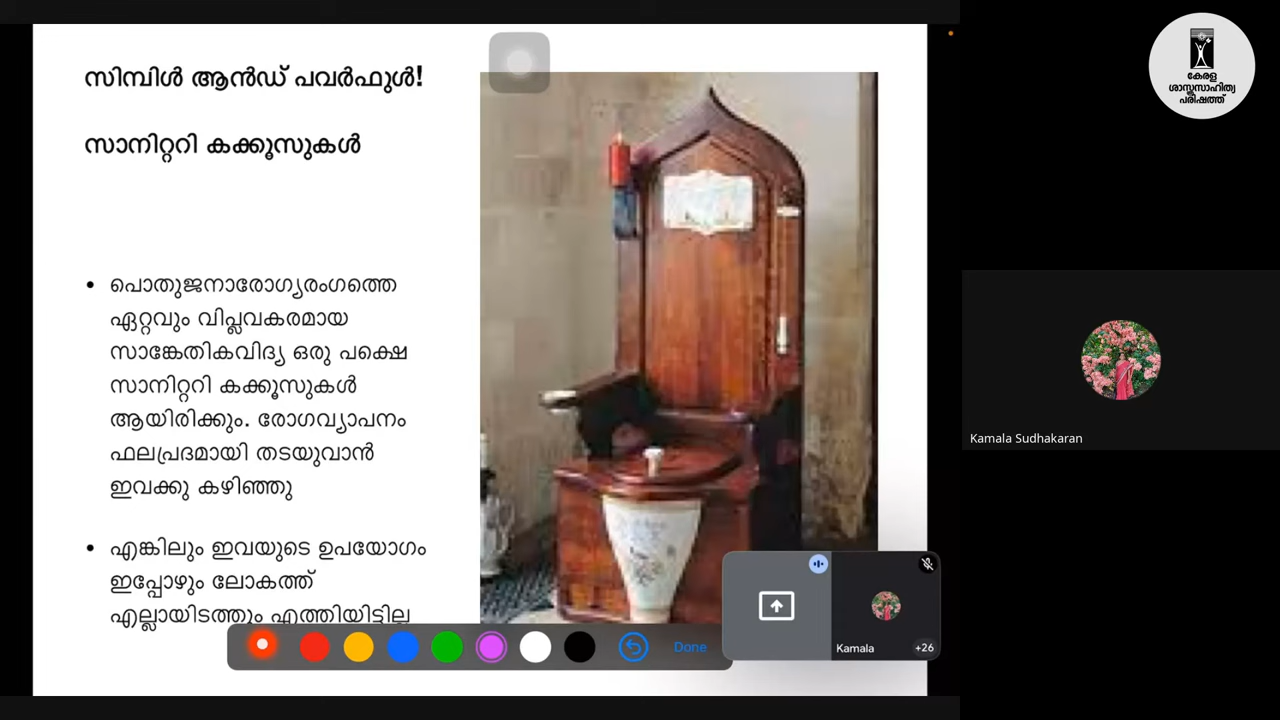 സിമ്പിൾ ആൻഡ് പവർഫുൾ!
സാനിറ്ററി കക്കൂസുകൾ
• പൊതുജനാരോഗ്യരംഗത്തെ
ഏറ്റവും വിപ്ലവകരമായ
സാങ്കേതികവിദ്യ ഒരു പക്ഷെ
സാനിറ്ററി കക്കൂസുകൾ
ആയിരിക്കും. രോഗവ്യാപനം
ഫലപ്രദമായി തടയുവാൻ
ഇവക്കു കഴിഞ്ഞു
• എങ്കിലും ഇവയുടെ ഉപയോഗം
ഇപ്പോഴും ലോകത്ത്
എല്ലായിടത്തും എത്തിയിട്ടില്ല
Done
Kamala
+26
കേരള
ശാസ്ത്രസാഹിത്യ
പരിഷത്ത്
Kamala Sudhakaran